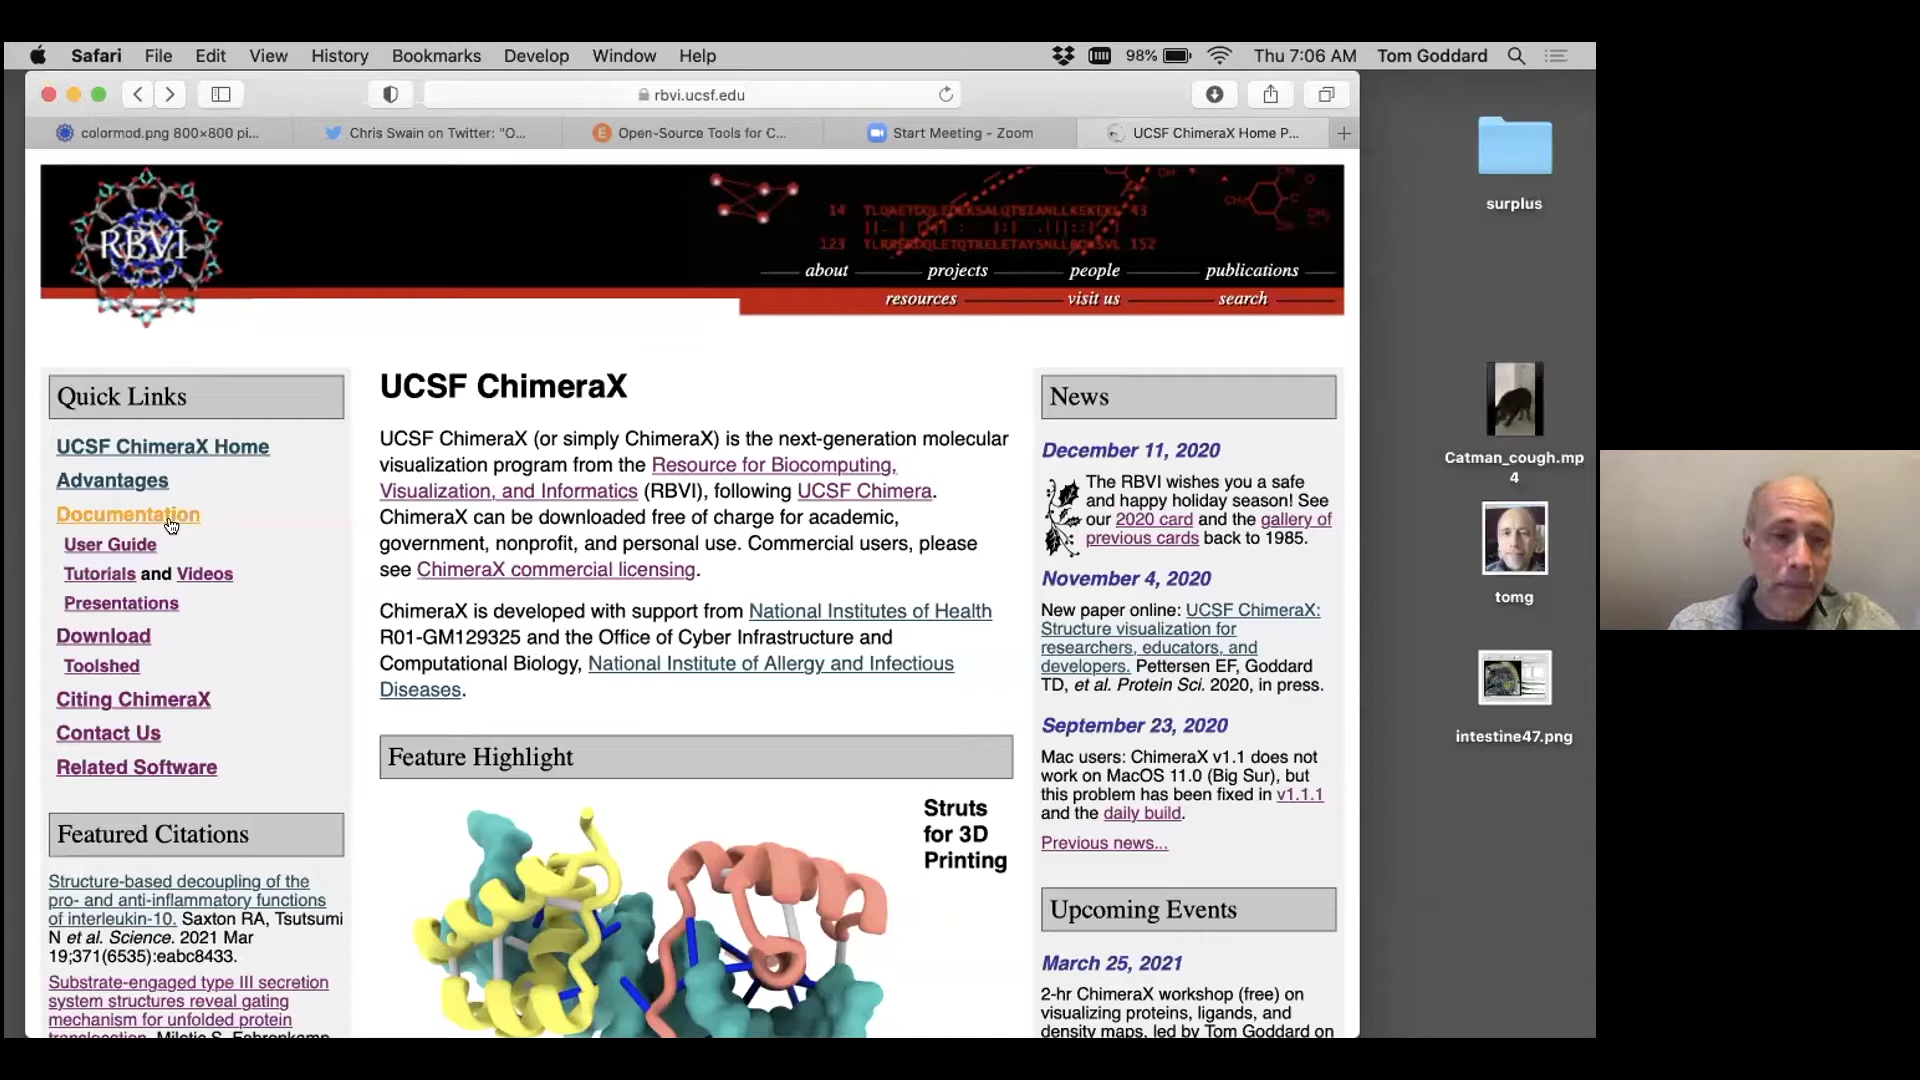 Safari File Edit View History Bookmarks Develop Window Help 98% Thu 7:06 AM Tom Goddard
rbvi.ucsf.edu
colormod.png 800×800 pi... Chris Swain on Twitter: "O... Open-Source Tools for C... Start Meeting - Zoom UCSF ChimeraX Home P...
RBVI
14 43
123 152
about projects people publications
resources visit us search
Quick Links
UCSF ChimeraX Home
Advantages
Documentation
User Guide
Tutorials and Videos
Presentations
Download
Toolshed
Citing ChimeraX
Contact Us
Related Software
Featured Citations
Structure-based decoupling of the
pro- and anti-inflammatory functions
of interleukin-10. Saxton RA, Tsutsumi
N et al. Science. 2021 Mar
19;371(6535):eabc8433.
Substrate-engaged type III secretion
system structures reveal gating
mechanism for unfolded protein
UCSF ChimeraX
UCSF ChimeraX (or simply ChimeraX) is the next-generation molecular
visualization program from the Resource for Biocomputing,
Visualization, and Informatics (RBVI), following UCSF Chimera.
ChimeraX can be downloaded free of charge for academic,
government, nonprofit, and personal use. Commercial users, please
see ChimeraX commercial licensing.
ChimeraX is developed with support from National Institutes of Health
R01-GM129325 and the Office of Cyber Infrastructure and
Computational Biology, National Institute of Allergy and Infectious
Diseases.
Feature Highlight
Struts
for 3D
Printing
News
December 11, 2020
The RBVI wishes you a safe
and happy holiday season! See
our 2020 card and the gallery of
previous cards back to 1985.
November 4, 2020
New paper online: UCSF ChimeraX:
Structure visualization for
researchers, educators, and
developers. Pettersen EF, Goddard
TD, et al. Protein Sci. 2020, in press.
September 23, 2020
Mac users: ChimeraX v1.1 does not
work on MacOS 11.0 (Big Sur), but
this problem has been fixed in v1.1.1
and the daily build.
Previous news...
Upcoming Events
March 25, 2021
2-hr ChimeraX workshop (free) on
visualizing proteins, ligands, and
density maps, led by Tom Goddard on
surplus
Catman_cough.mp
4
tomg
intestine47.png